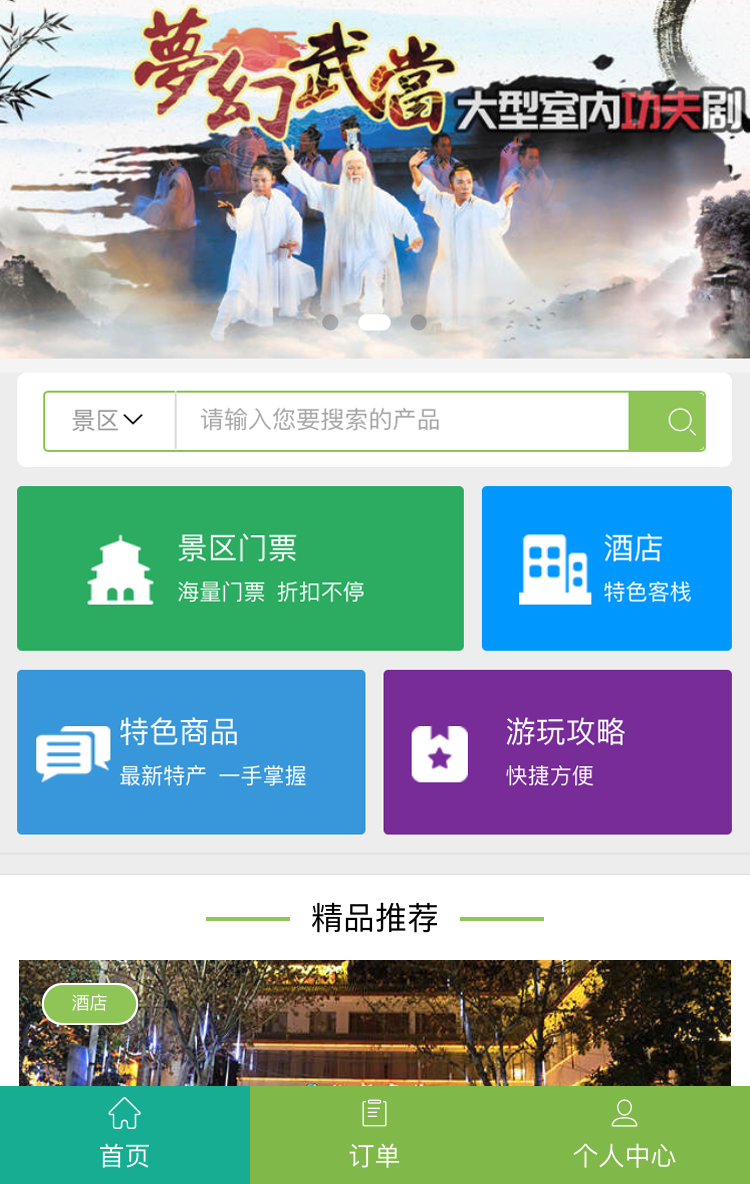 夢幻武當
大型室内功夫剧
景区
请输入您要搜索的产品
景区门票
海量门票 折扣不停
酒店
特色客栈
特色商品
最新特产 一手掌握
游玩攻略
快捷方便
精品推荐
酒店
首页
订单
个人中心